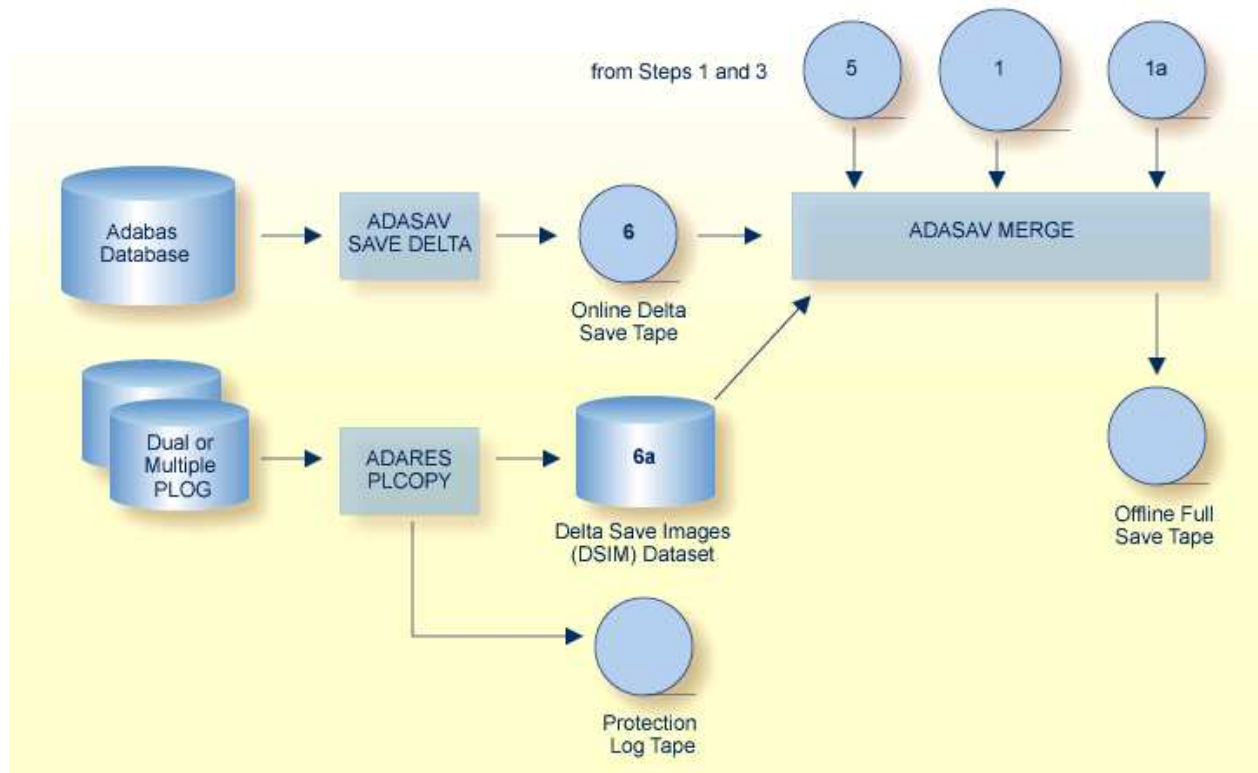 from Steps 1 and 3
5
1
1a
Adabas
Database
ADASAV
SAVE DELTA
6
ADASAV MERGE
Online Delta
Save Tape
Dual or
Multiple
PLOG
ADARES
PLCOPY
6a
Delta Save Images
(DSIM) Dataset
Offline Full
Save Tape
Protection
Log Tape